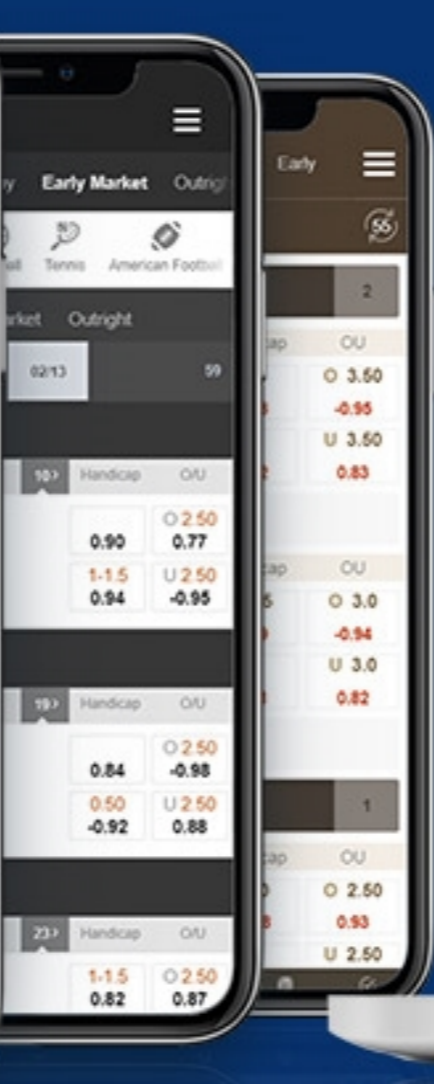 Early Market
Tennis American Football
Outright
02/13 59
10> Handicap O/U
O 2.50
0.90 0.77
1-1.5 U 2.50
0.94 -0.95
19> Handicap O/U
O 2.50
0.84 -0.98
0.50 U 2.50
-0.92 0.88
23> Handicap O/U
1-1.5 O 2.50
0.82 0.87
Early
55
2
OU
O 3.50
-0.95
U 3.50
0.83
OU
O 3.0
-0.94
U 3.0
0.82
1
OU
O 2.50
0.93
U 2.50